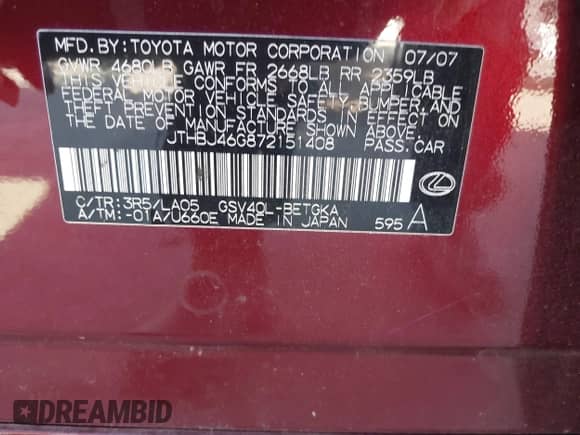 MFD.BY:TOYOTA MOTOR CORPORATION 07/07
GVWR 4680LB GAWR FR 2668LB RR 2359LB
THIS VEHICLE CONFORMS TO ALL APPLICABLE
FEDERAL MOTOR VEHICLE SAFETY,BUMPER,AND
THEFT PREVENTION STANDARDS IN EFFECT ON
THE DATE OF MANUFACTURE SHOWN ABOVE.
JTHBJ46G872151408 PASS.CAR
C/TR:3R5/LA05 GSV40L-BETGKA
A/TM:-01A/U660E MADE IN JAPAN 595 A
DREAMBID